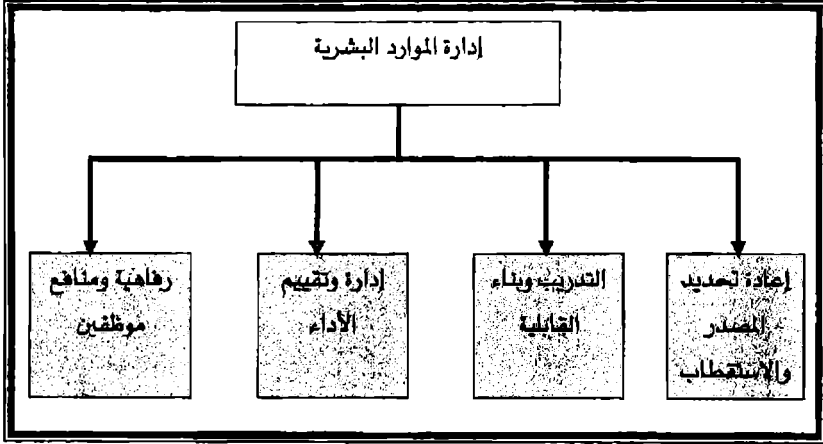 إدارة الموارد البشرية
إعادة تحديد
المصدر
والاستقطاب
التدريب وبناء
القابلية
إدارة وتقييم
الأداء
رفاهية ومنافع
موظفين